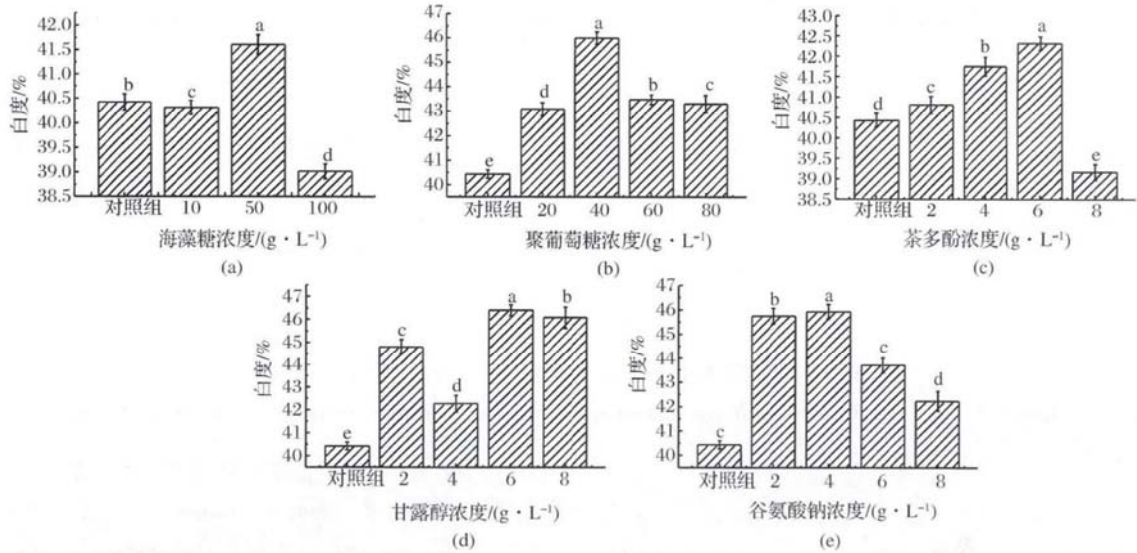 白度/%
42.0
41.5
41.0
40.5
40.0
39.5
39.0
38.5
b
c
a
d
对照组 10 50 100
海藻糖浓度/(g·L⁻¹)
(a)
白度/%
47
46
45
44
43
42
41
40
e
d
a
b
c
对照组 20 40 60 80
聚葡萄糖浓度/(g·L⁻¹)
(b)
白度/%
43.0
42.5
42.0
41.5
41.0
40.5
40.0
39.5
39.0
38.5
d
c
b
a
e
对照组 2 4 6 8
茶多酚浓度/(g·L⁻¹)
(c)
白度/%
47
46
45
44
43
42
41
40
e
c
d
a
b
对照组 2 4 6 8
甘露醇浓度/(g·L⁻¹)
(d)
白度/%
47
46
45
44
43
42
41
40
c
b
a
c
d
对照组 2 4 6 8
谷氨酸钠浓度/(g·L⁻¹)
(e)